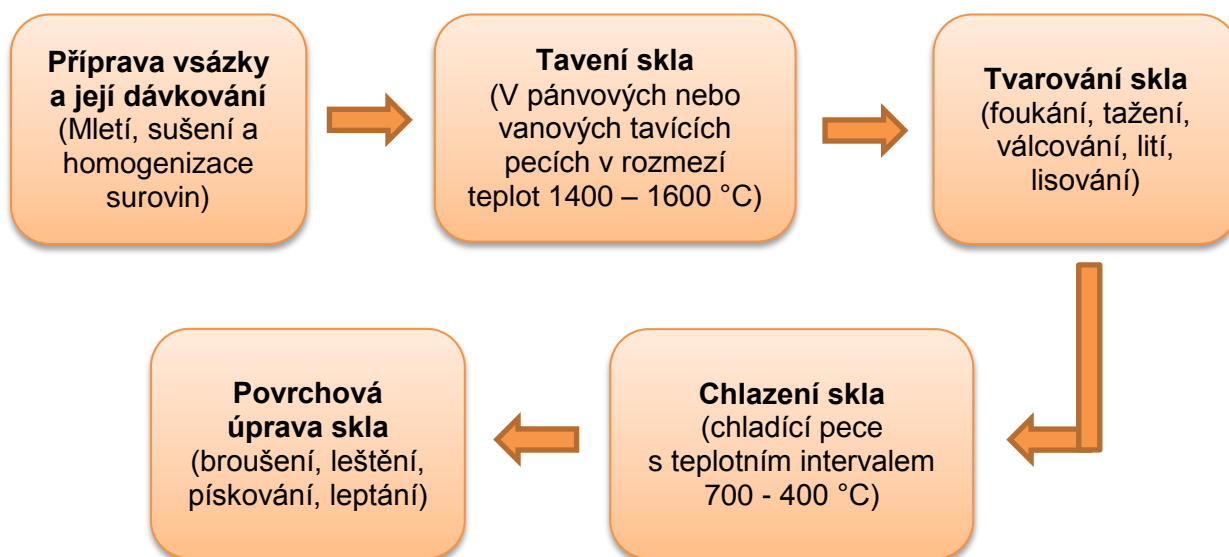 Příprava vsázky
a její dávkování
(Mletí, sušení a
homogenizace
surovin)
Tavení skla
(V pánvových nebo
vanových tavících
pecích v rozmezí
teplot 1400 – 1600 °C)
Tvarování skla
(foukání, tažení,
válcování, lití,
lisování)
Chlazení skla
(chladící pece
s teplotním intervalem
700 - 400 °C)
Povrchová
úprava skla
(broušení, leštění,
pískování, leptání)